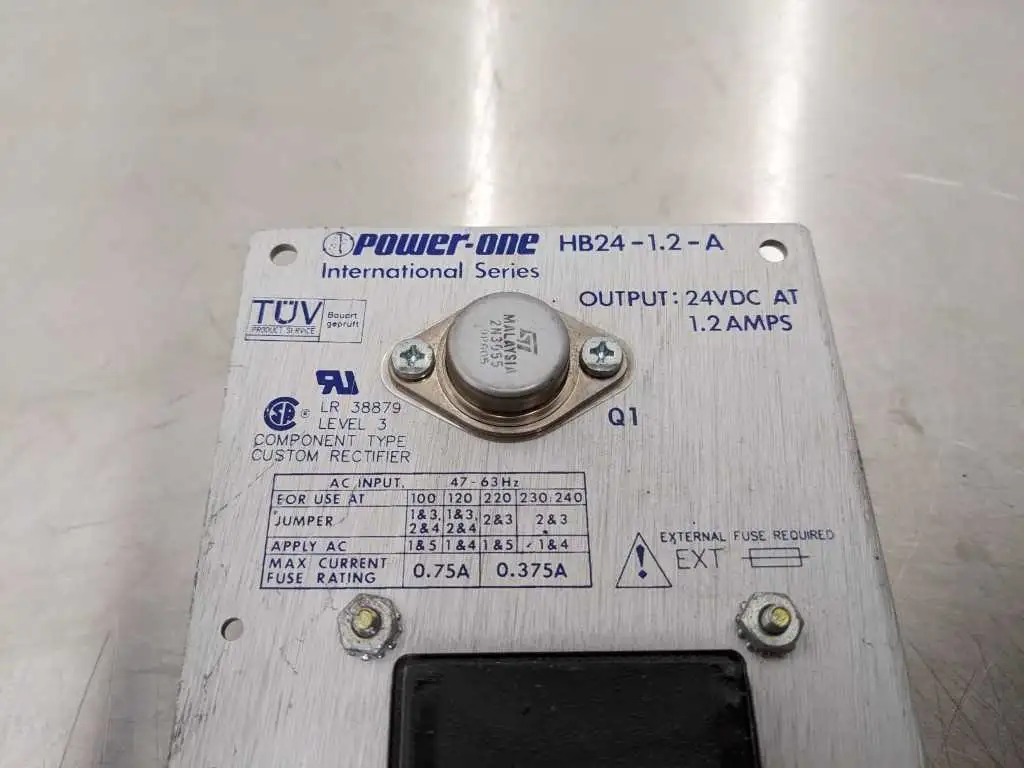 POWER-ONE HB24-1.2-A
International Series
OUTPUT: 24VDC AT
1.2 AMPS
TÜV
PRODUCT SERVICE
Bauart
geprüft
ST
MALAYSIA
2N3055
Q1
LR 38879
LEVEL 3
COMPONENT TYPE
CUSTOM RECTIFIER
AC INPUT. 47-63Hz
FOR USE AT 100 120 220 230:240
JUMPER 1&3, 2&4 1&3, 2&4 2&3 2&3
APPLY AC 1&5 1&4 1&5 1&4
MAX CURRENT
FUSE RATING 0.75A 0.375A
EXTERNAL FUSE REQUIRED
EXT